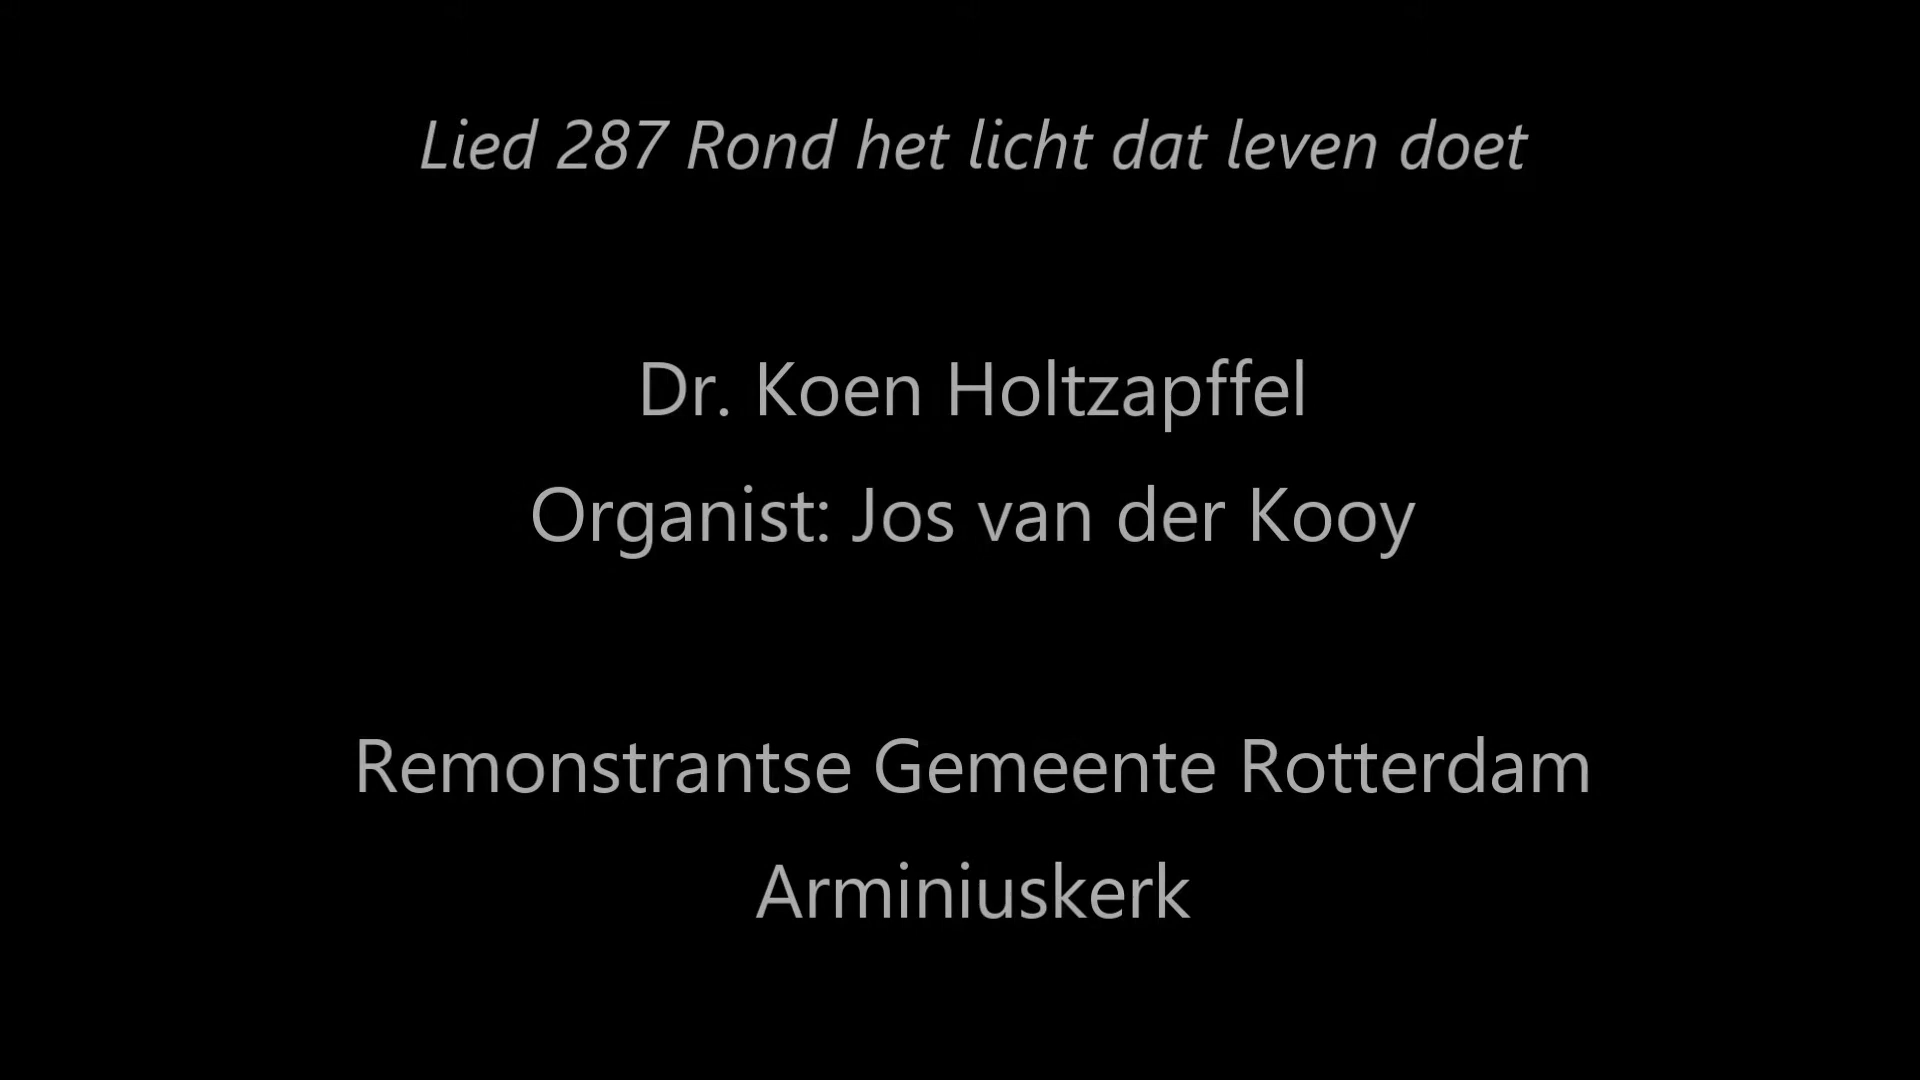 Lied 287 Rond het licht dat leven doet
Dr. Koen Holtzapffel
Organist: Jos van der Kooy
Remonstrantse Gemeente Rotterdam
Arminiuskerk